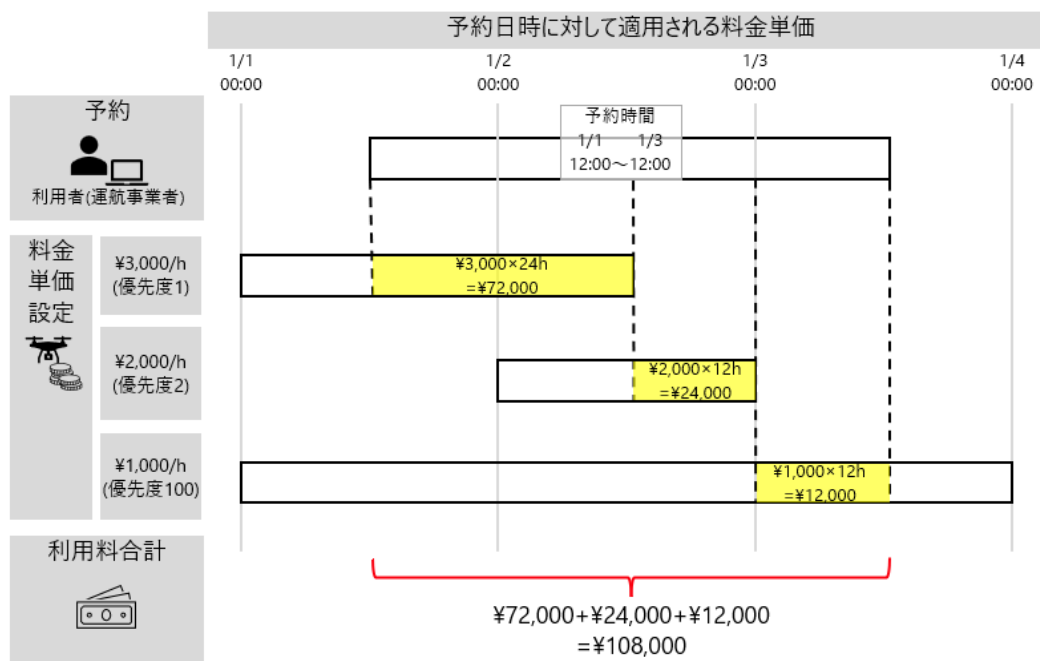 予約日時に対して適用される料金単価
1/1
00:00
1/2
00:00
1/3
00:00
1/4
00:00
予約
利用者(運航事業者)
予約時間
1/1 1/3
12:00～12:00
料金
単価
設定
¥3,000/h
(優先度1)
¥3,000×24h
=¥72,000
¥2,000/h
(優先度2)
¥2,000×12h
=¥24,000
¥1,000/h
(優先度100)
¥1,000×12h
=¥12,000
利用料合計
¥72,000+¥24,000+¥12,000
=¥108,000